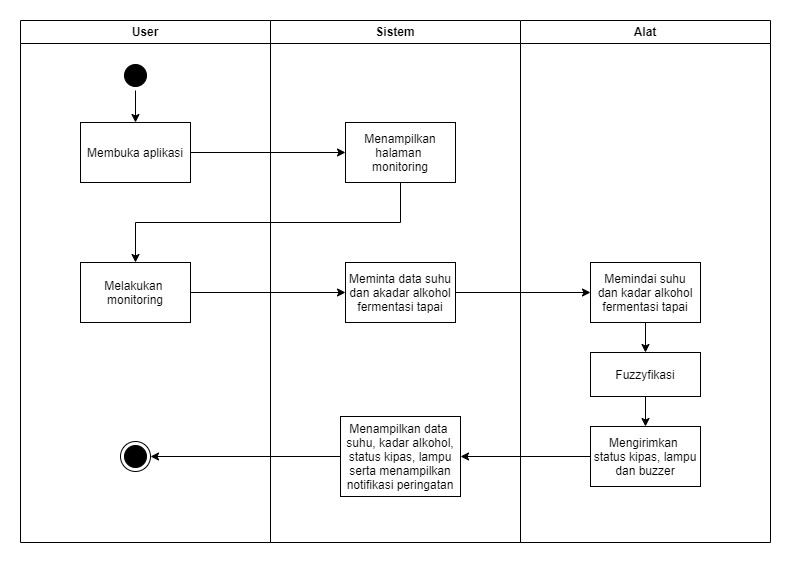 User
Sistem
Alat
Membuka aplikasi
Menampilkan
halaman
monitoring
Melakukan
monitoring
Meminta data suhu
dan akadar alkohol
fermentasi tapai
Memindai suhu
dan kadar alkohol
fermentasi tapai
Fuzzyfikasi
Mengirimkan
status kipas, lampu
dan buzzer
Menampilkan data
suhu, kadar alkohol,
status kipas, lampu
serta menampilkan
notifikasi peringatan